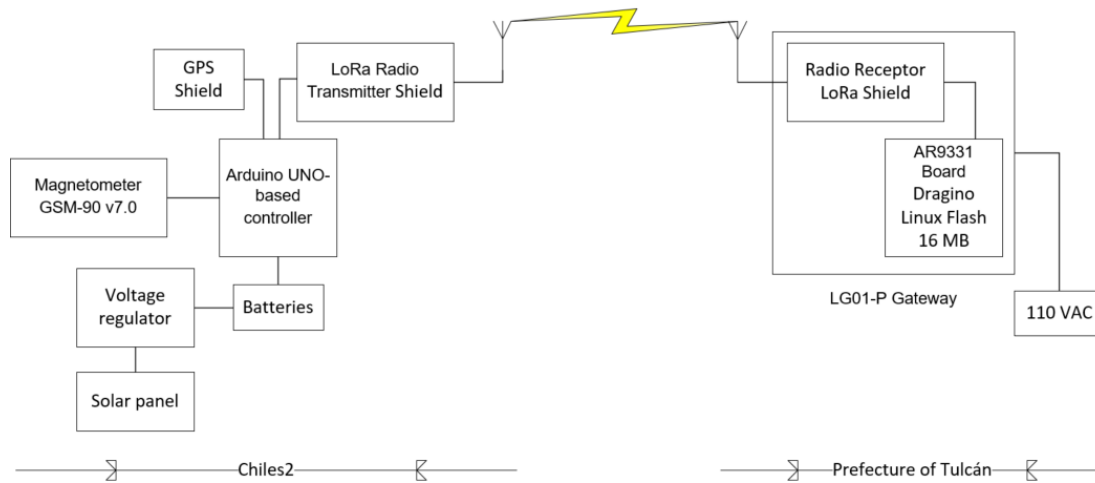 GPS
Shield
LoRa Radio
Transmitter Shield
Magnetometer
GSM-90 v7.0
Arduino UNO-
based
controller
Voltage
regulator
Batteries
Solar panel
Chiles2
Radio Receptor
LoRa Shield
AR9331
Board
Dragino
Linux Flash
16 MB
LG01-P Gateway
110 VAC
Prefecture of Tulcán